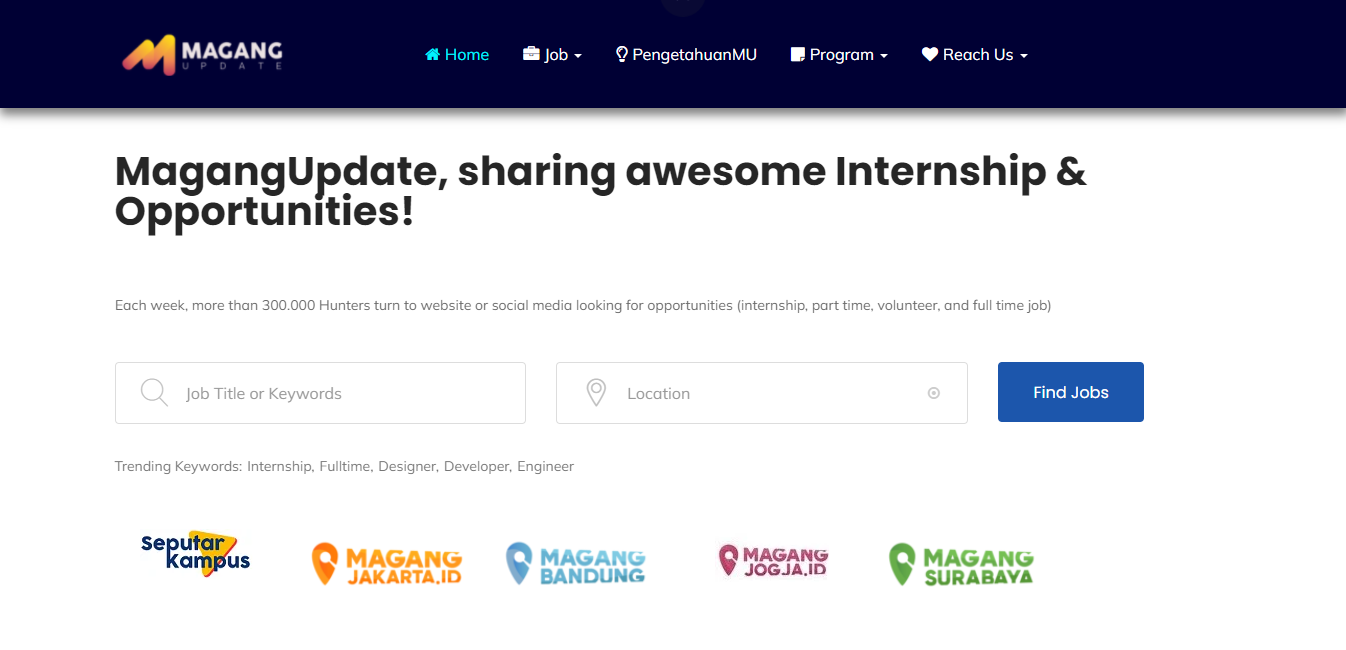 MAGANG
UPDATE
Home Job PengetahuanMU Program Reach Us
MagangUpdate, sharing awesome Internship &
Opportunities!
Each week, more than 300.000 Hunters turn to website or social media looking for opportunities (internship, part time, volunteer, and full time job)
Job Title or Keywords Location Find Jobs
Trending Keywords: Internship, Fulltime, Designer, Developer, Engineer
Seputar
Kampus
MAGANG
JAKARTA.ID
MAGANG
BANDUNG
MAGANG
JOGJA.ID
MAGANG
SURABAYA